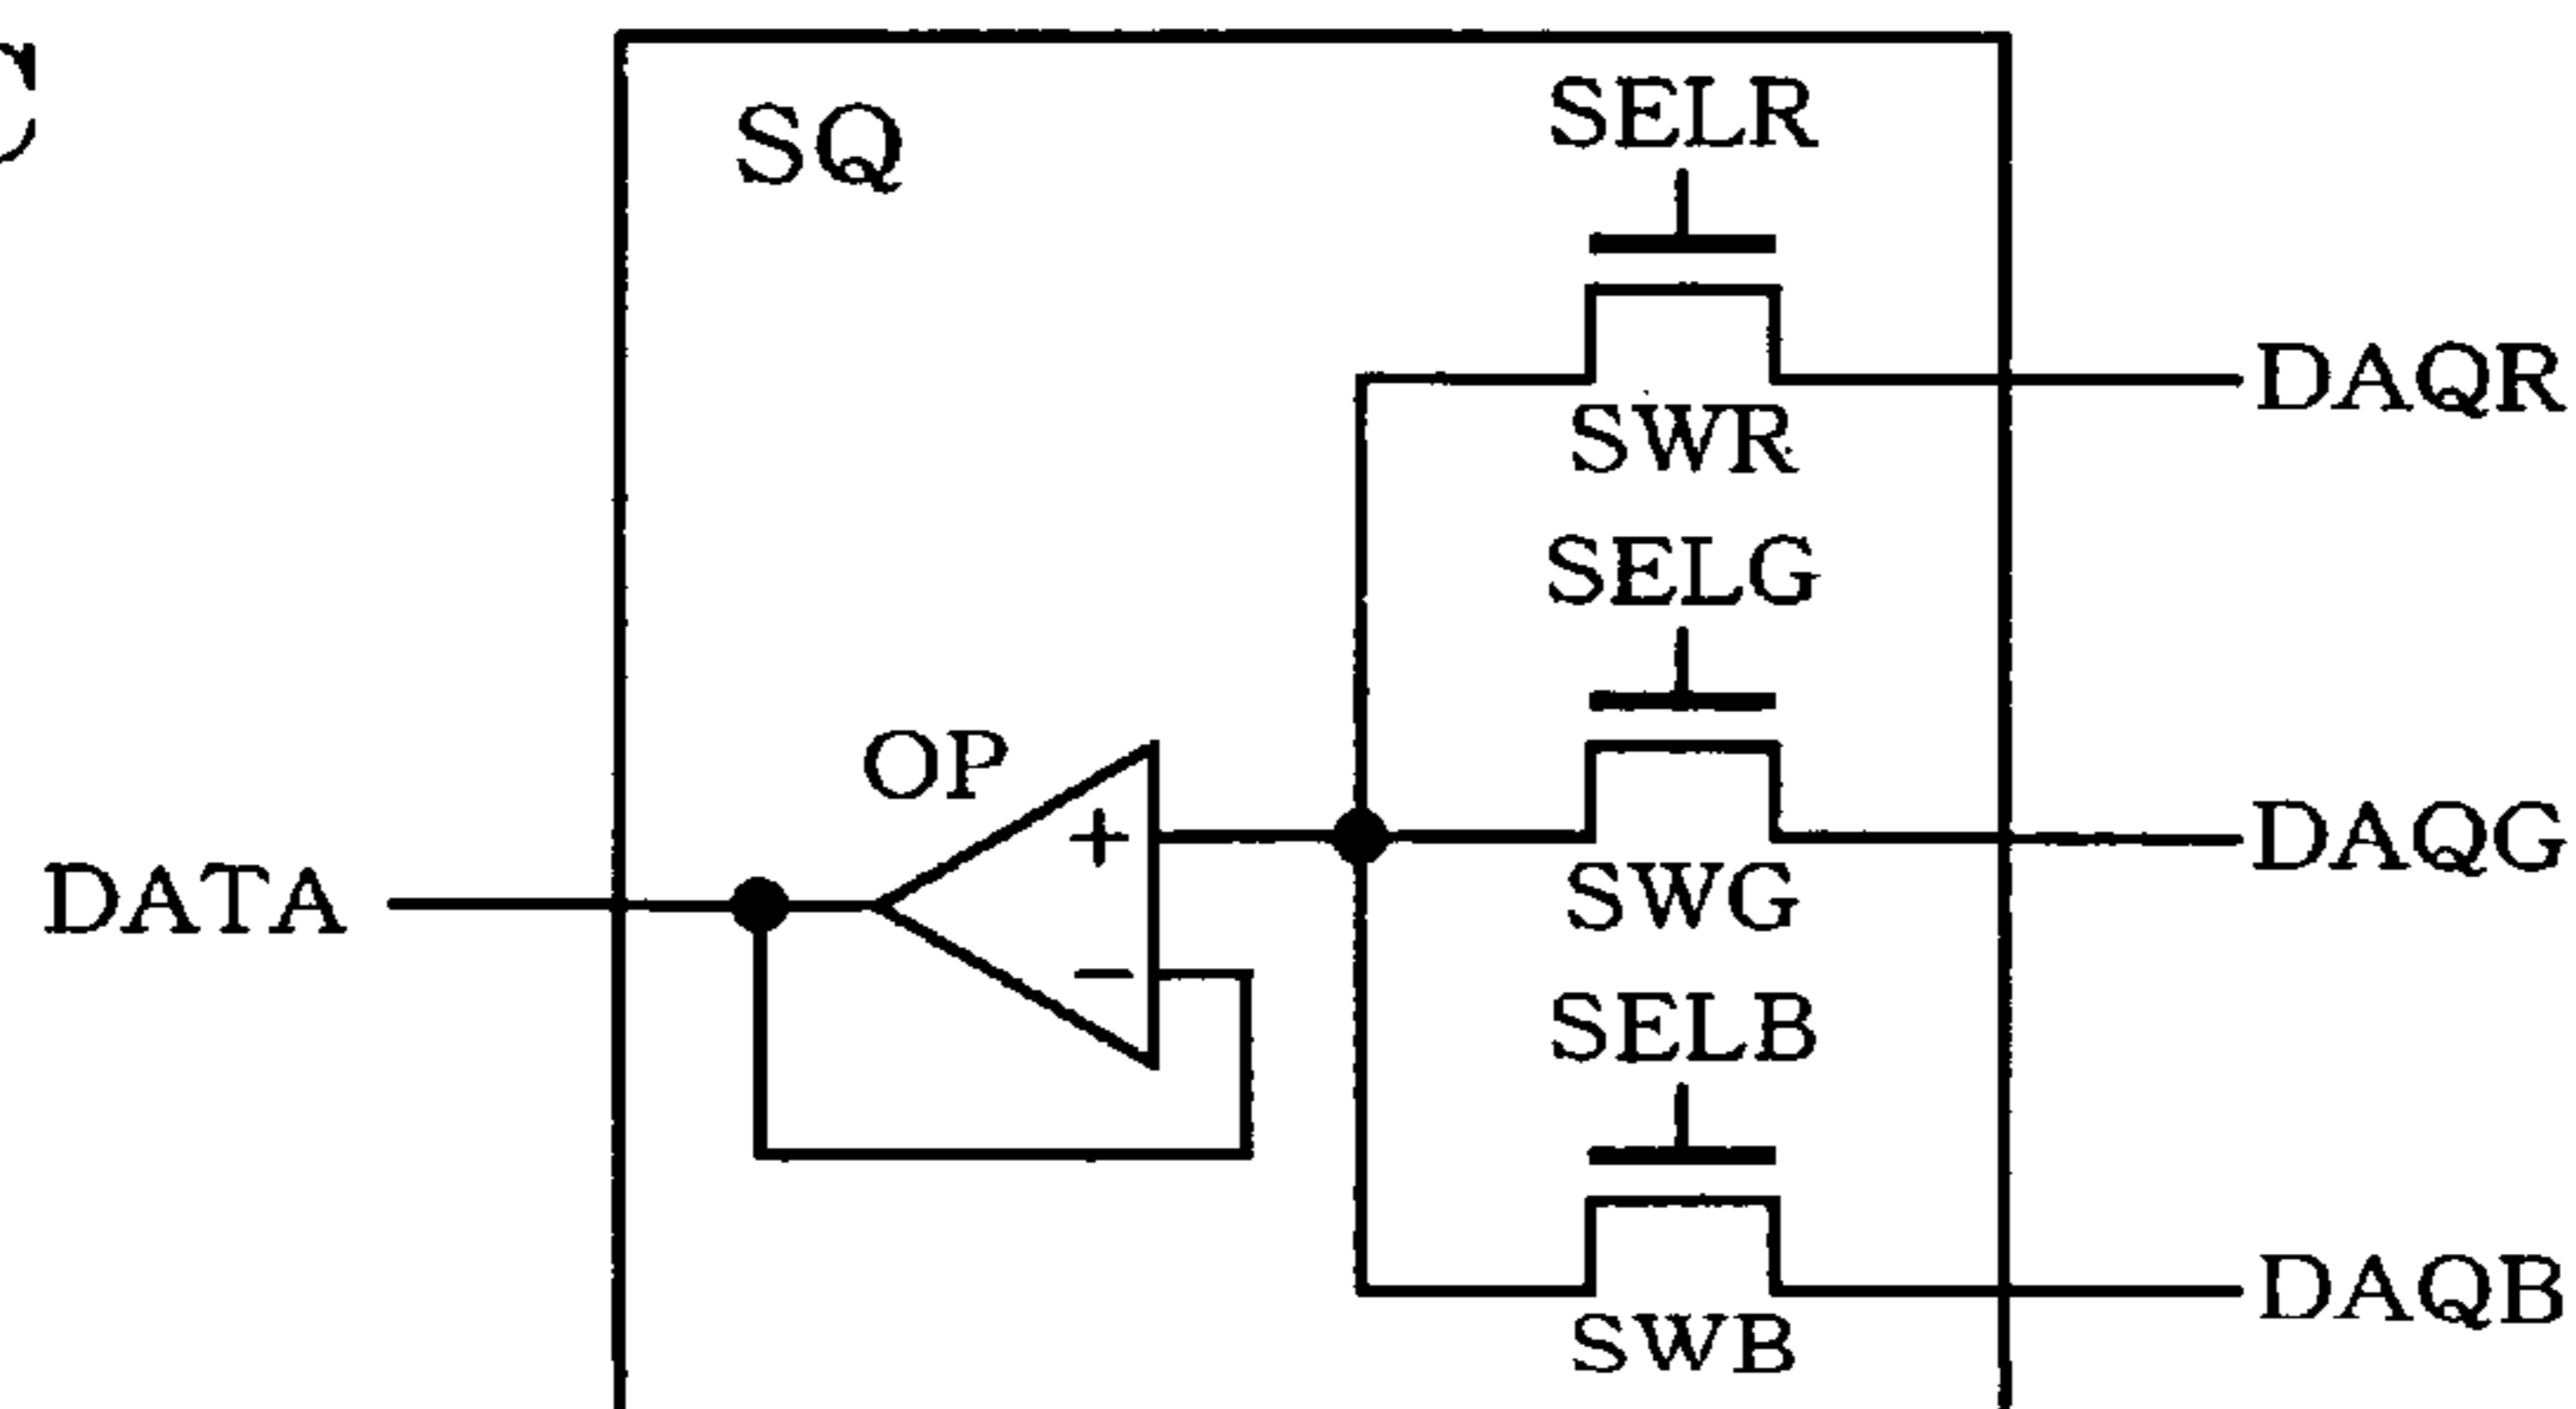 C
SQ
SELR
DAQR
SWR
SELG
OP
+
DAQG
DATA
SWG
−
SELB
DAQB
SWB